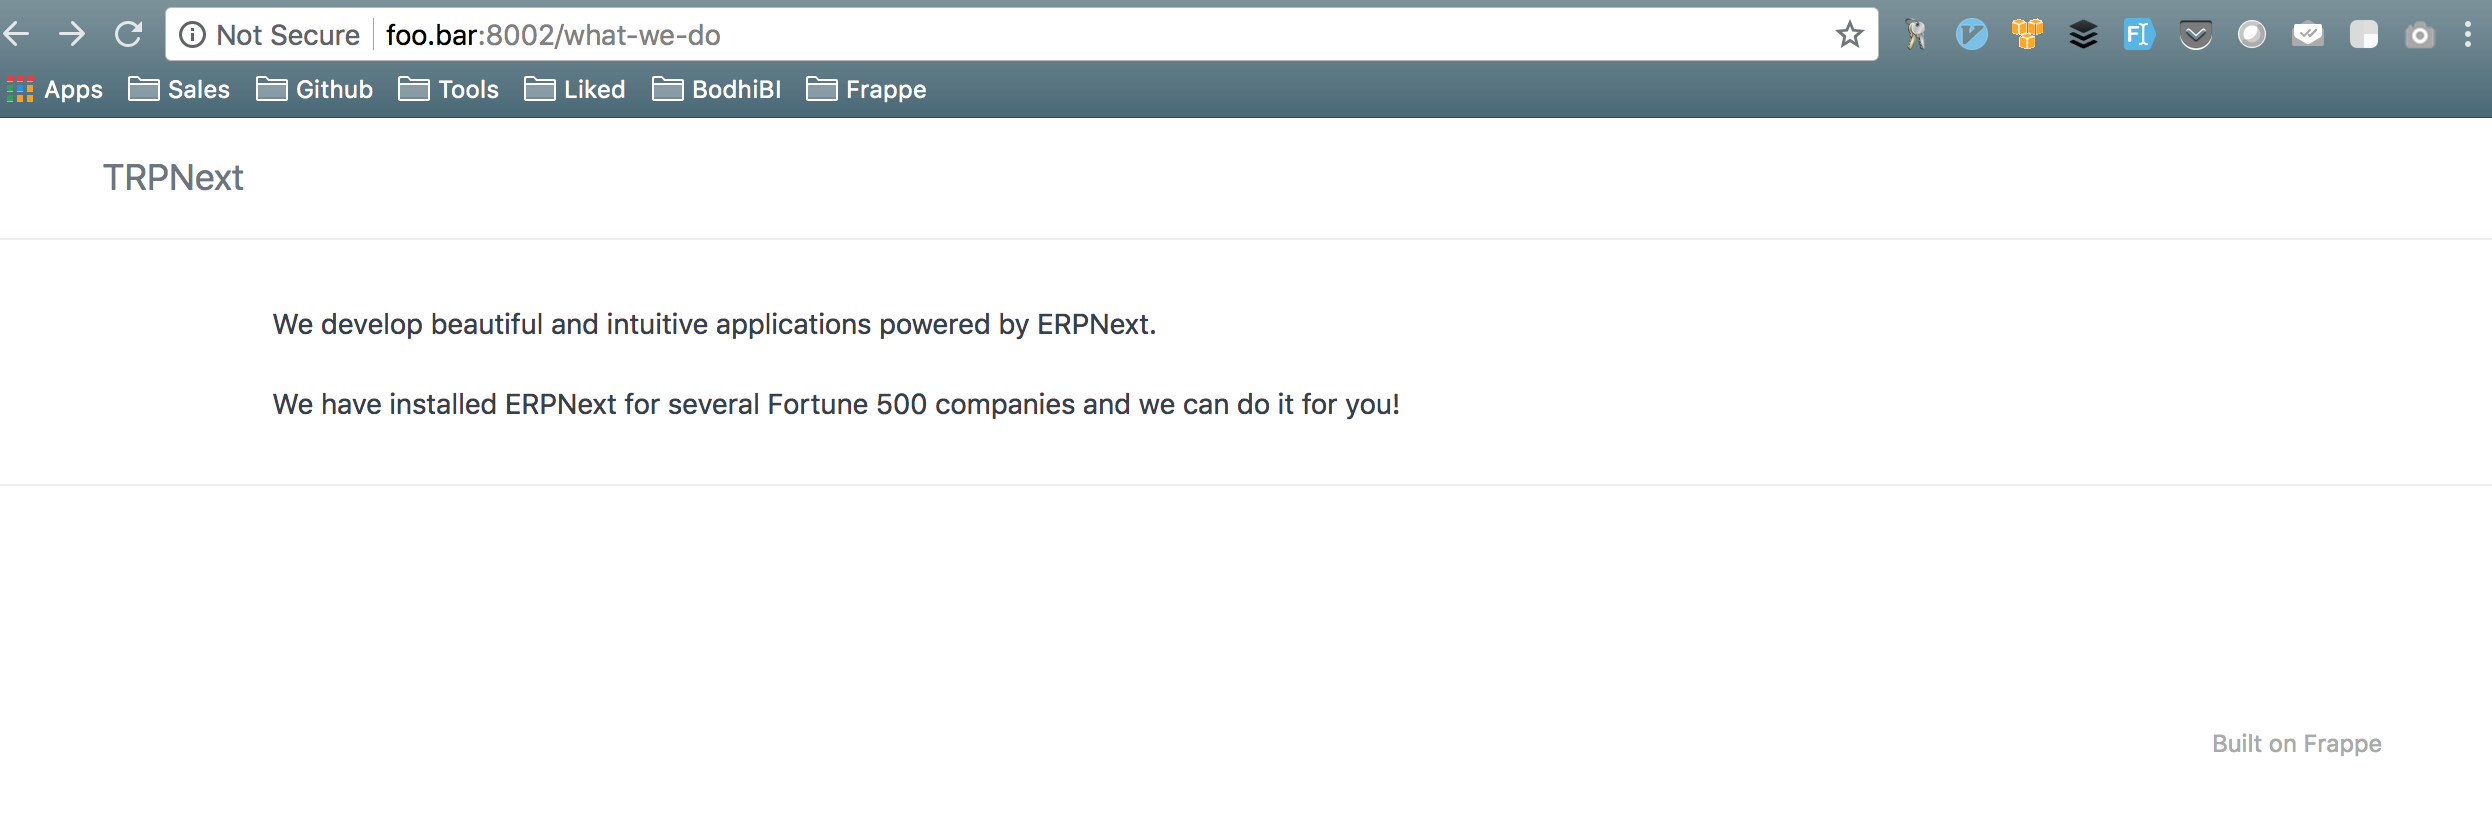 Not Secure foo.bar:8002/what-we-do
Apps Sales Github Tools Liked BodhiBI Frappe
TRPNext
We develop beautiful and intuitive applications powered by ERPNext.
We have installed ERPNext for several Fortune 500 companies and we can do it for you!
Built on Frappe